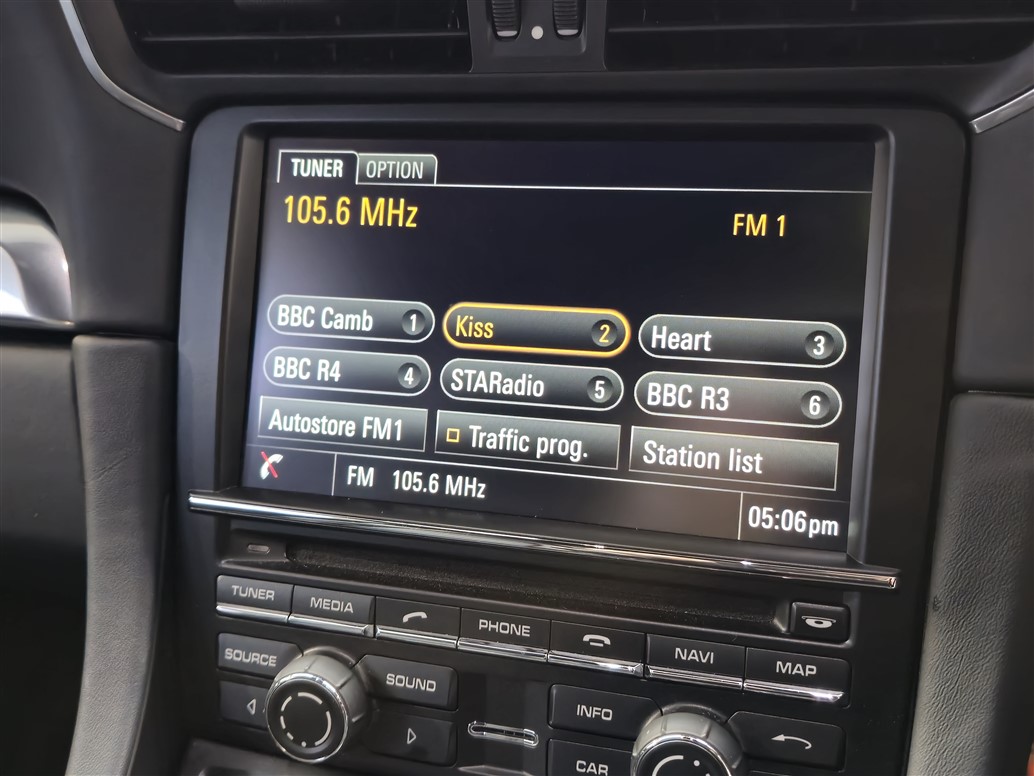 TUNER OPTION
105.6 MHz FM 1
BBC Camb 1 Kiss 2 Heart 3
BBC R4 4 STARadio 5 BBC R3 6
Autostore FM1 Traffic prog. Station list
FM 105.6 MHz 05:06pm
TUNER MEDIA PHONE NAVI MAP
SOURCE SOUND INFO
CAR